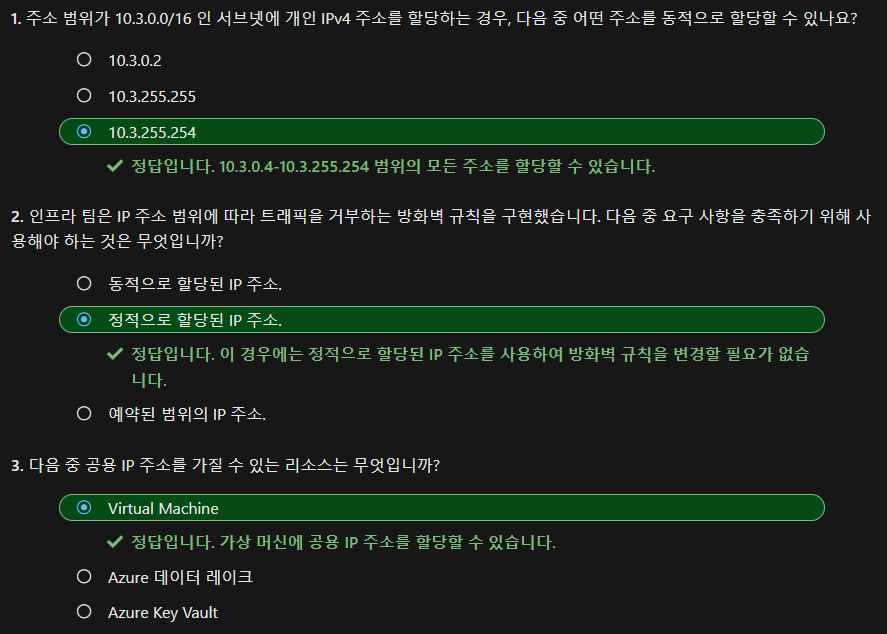 1. 주소 범위가 10.3.0.0/16 인 서브넷에 개인 IPv4 주소를 할당하는 경우, 다음 중 어떤 주소를 동적으로 할당할 수 있나요?
10.3.0.2
10.3.255.255
10.3.255.254
정답입니다. 10.3.0.4-10.3.255.254 범위의 모든 주소를 할당할 수 있습니다.
2. 인프라 팀은 IP 주소 범위에 따라 트래픽을 거부하는 방화벽 규칙을 구현했습니다. 다음 중 요구 사항을 충족하기 위해 사
용해야 하는 것은 무엇입니까?
동적으로 할당된 IP 주소.
정적으로 할당된 IP 주소.
정답입니다. 이 경우에는 정적으로 할당된 IP 주소를 사용하여 방화벽 규칙을 변경할 필요가 없습
니다.
예약된 범위의 IP 주소.
3. 다음 중 공용 IP 주소를 가질 수 있는 리소스는 무엇입니까?
Virtual Machine
정답입니다. 가상 머신에 공용 IP 주소를 할당할 수 있습니다.
Azure 데이터 레이크
Azure Key Vault